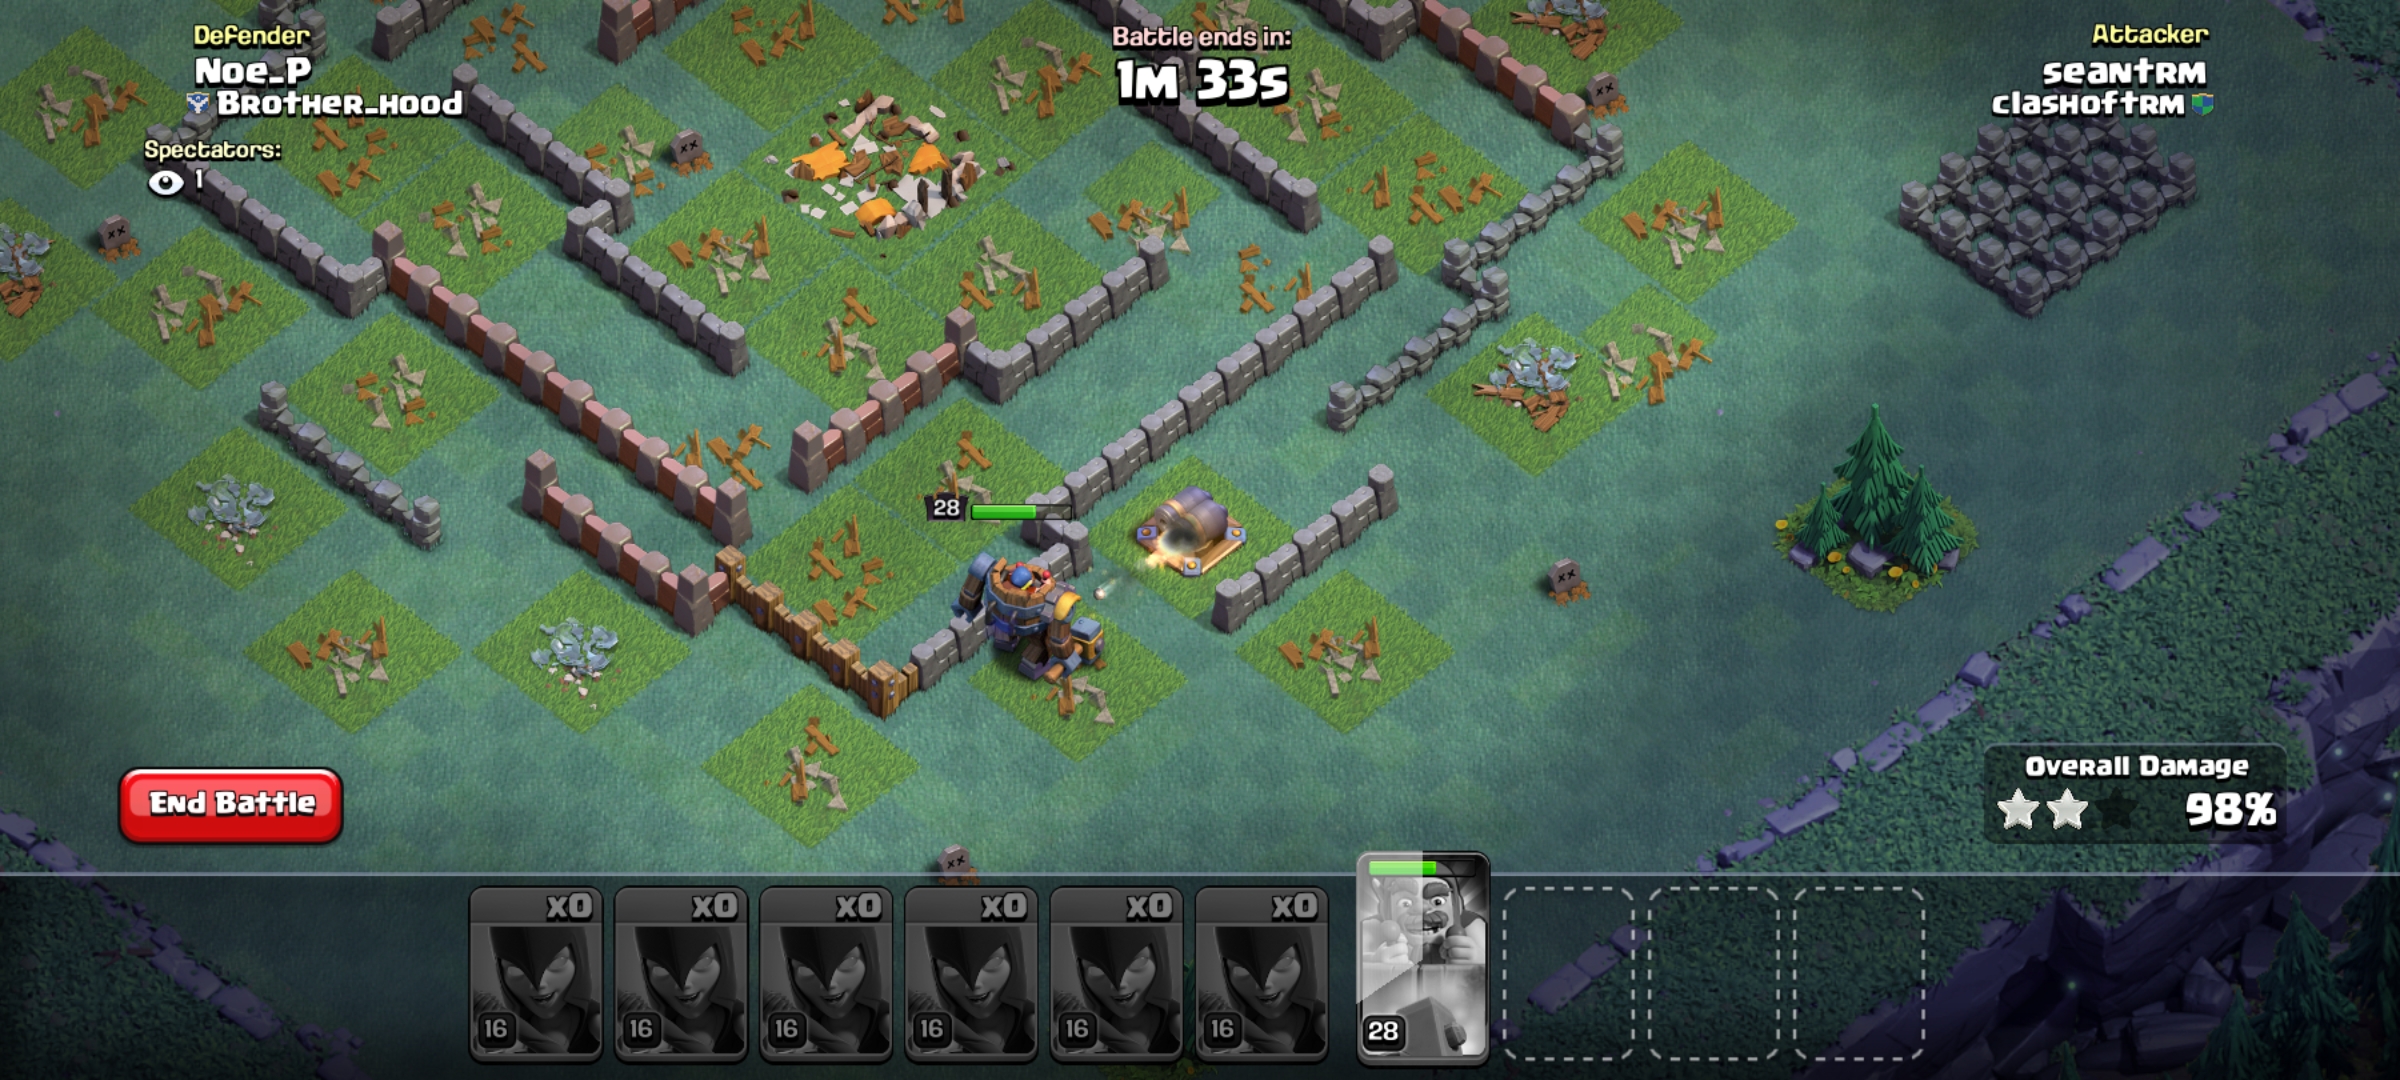 Defender
Noe_P
Brother_hood
Spectators:
1
Battle ends in:
1M 33s
Attacker
seantrm
clashoftrm
28
End Battle
Overall Damage
98%
x0
x0
x0
x0
x0
x0
16
16
16
16
16
16
28